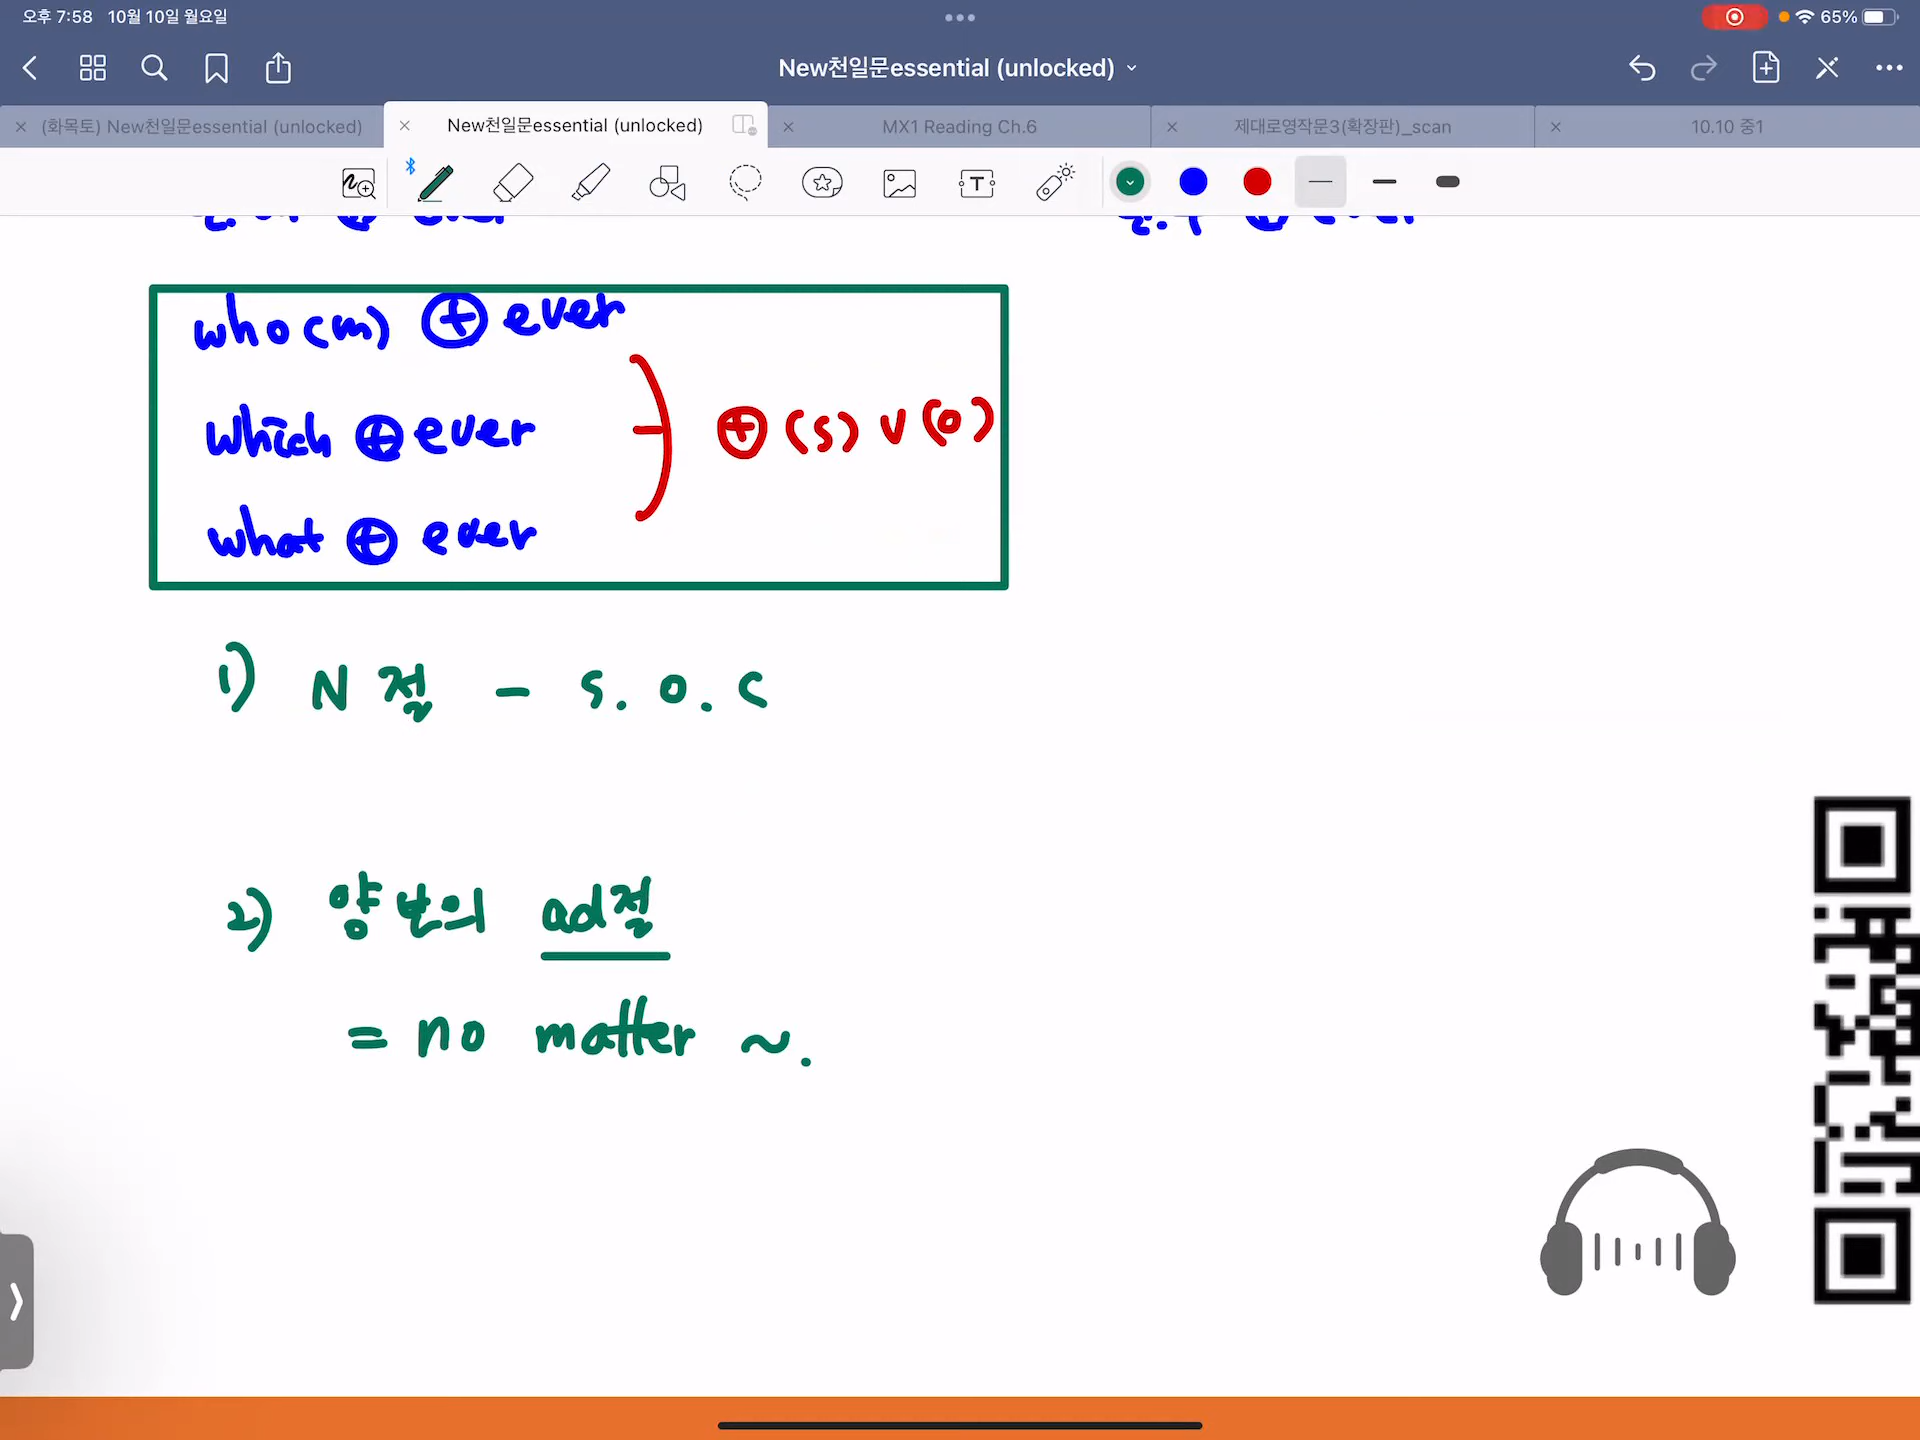 오후 7:58 10월 10일 월요일
65%
New천일문essential (unlocked)
(화목토) New천일문essential (unlocked)
New천일문essential (unlocked)
MX1 Reading Ch.6
제대로영작문3(확장판)_scan
10.10 중1
who(m) ⊕ ever
which ⊕ ever
what ⊕ ever
⊕ (s) v (o)
1) N절 - S. O. C
2) 양보의 ad절
= no matter ~.